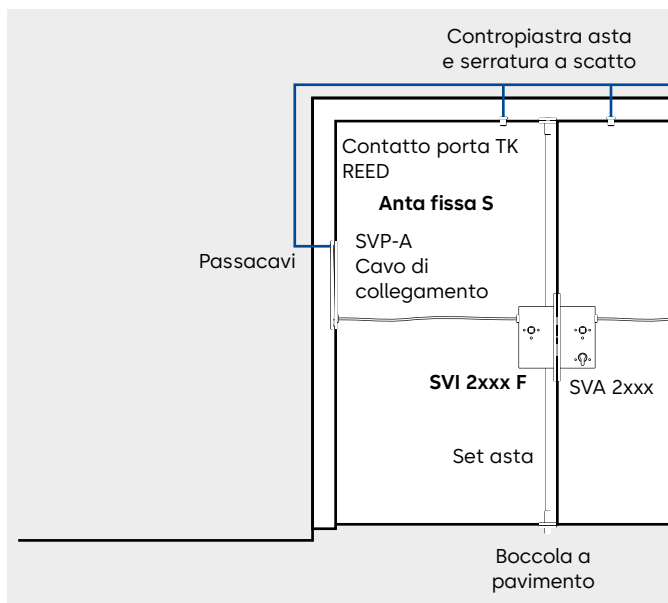 Contropiastra asta
e serratura a scatto
Contatto porta TK
REED
Anta fissa S
Passacavi
SVP-A
Cavo di
collegamento
SVI 2xxx F
SVA 2xxx
Set asta
Boccola a
pavimento